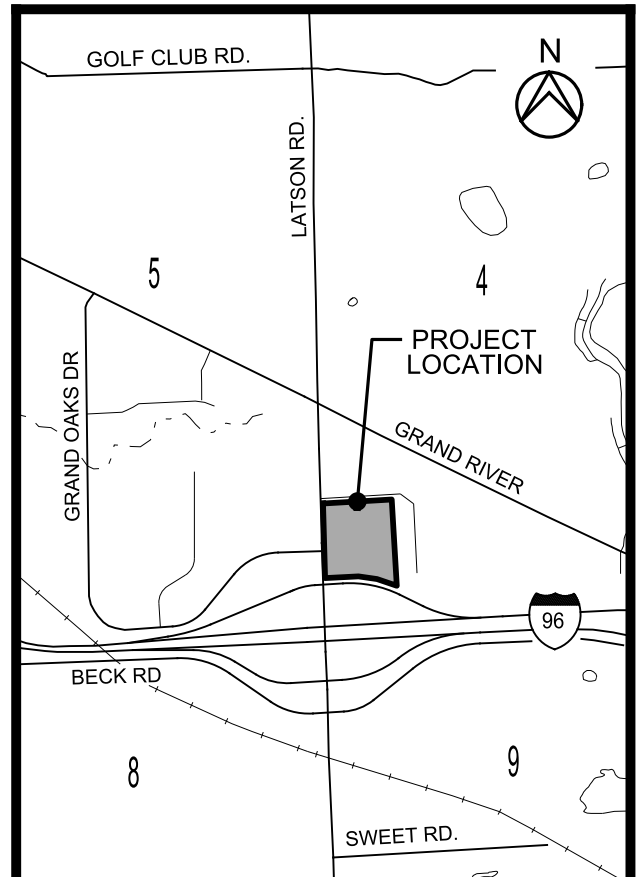 GOLF CLUB RD.
N
LATSON RD.
5
4
PROJECT
LOCATION
GRAND OAKS DR
GRAND RIVER
96
BECK RD
8
9
SWEET RD.